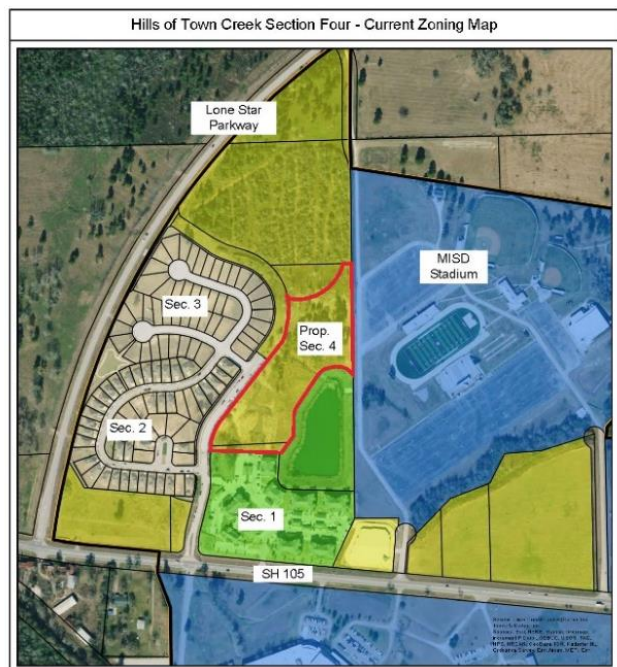 Hills of Town Creek Section Four - Current Zoning Map
Lone Star
Parkway
MISD
Stadium
Sec. 3
Prop.
Sec. 4
Sec. 2
Sec. 1
SH 105